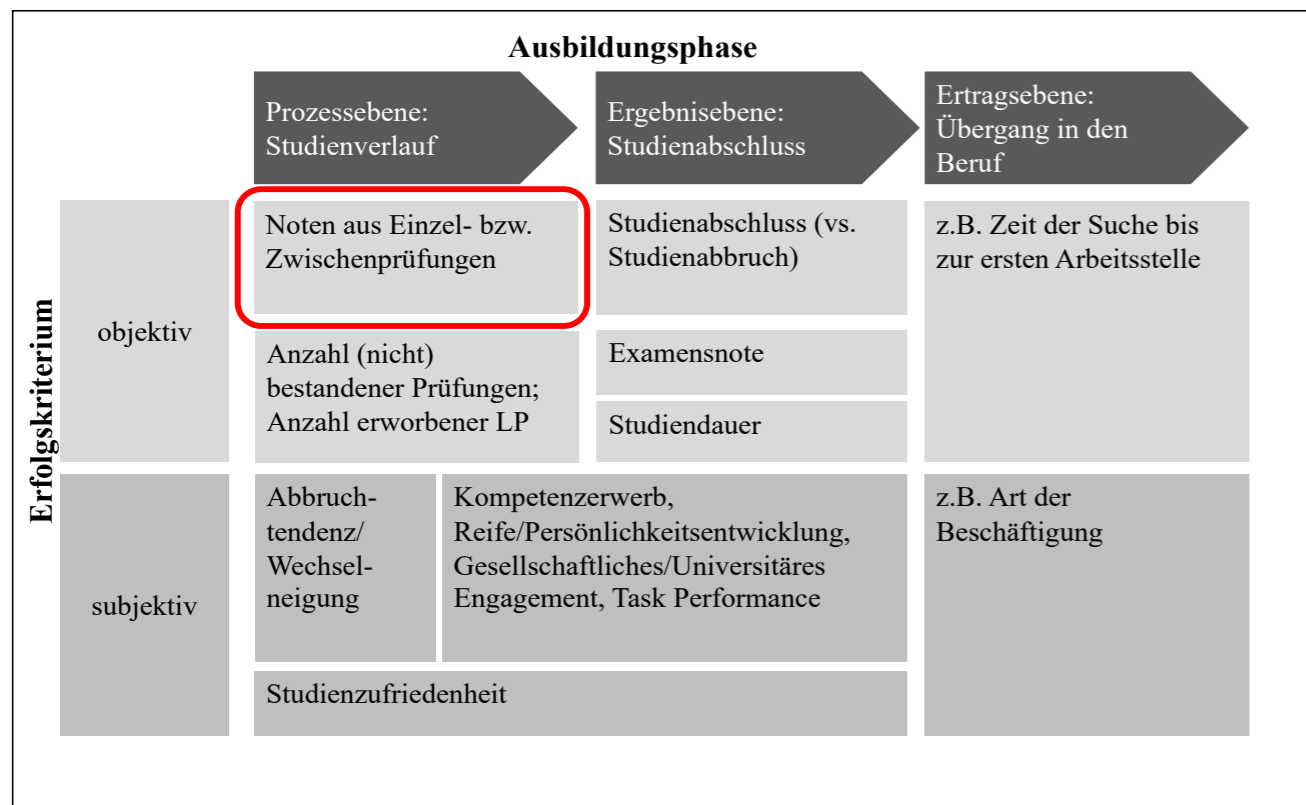 Ausbildungsphase
Prozessebene:
Studienverlauf
Ergebnisebene:
Studienabschluss
Ertragsebene:
Übergang in den
Beruf
Erfolgskriterium
objektiv
Noten aus Einzel- bzw.
Zwischenprüfungen
Studienabschluss (vs.
Studienabbruch)
z.B. Zeit der Suche bis
zur ersten Arbeitsstelle
Anzahl (nicht)
bestandener Prüfungen;
Anzahl erworbener LP
Examensnote
Studiendauer
subjektiv
Abbruch-
tendenz/
Wechsel-
neigung
Kompetenzerwerb,
Reife/Persönlichkeitsentwicklung,
Gesellschaftliches/Universitäres
Engagement, Task Performance
z.B. Art der
Beschäftigung
Studienzufriedenheit